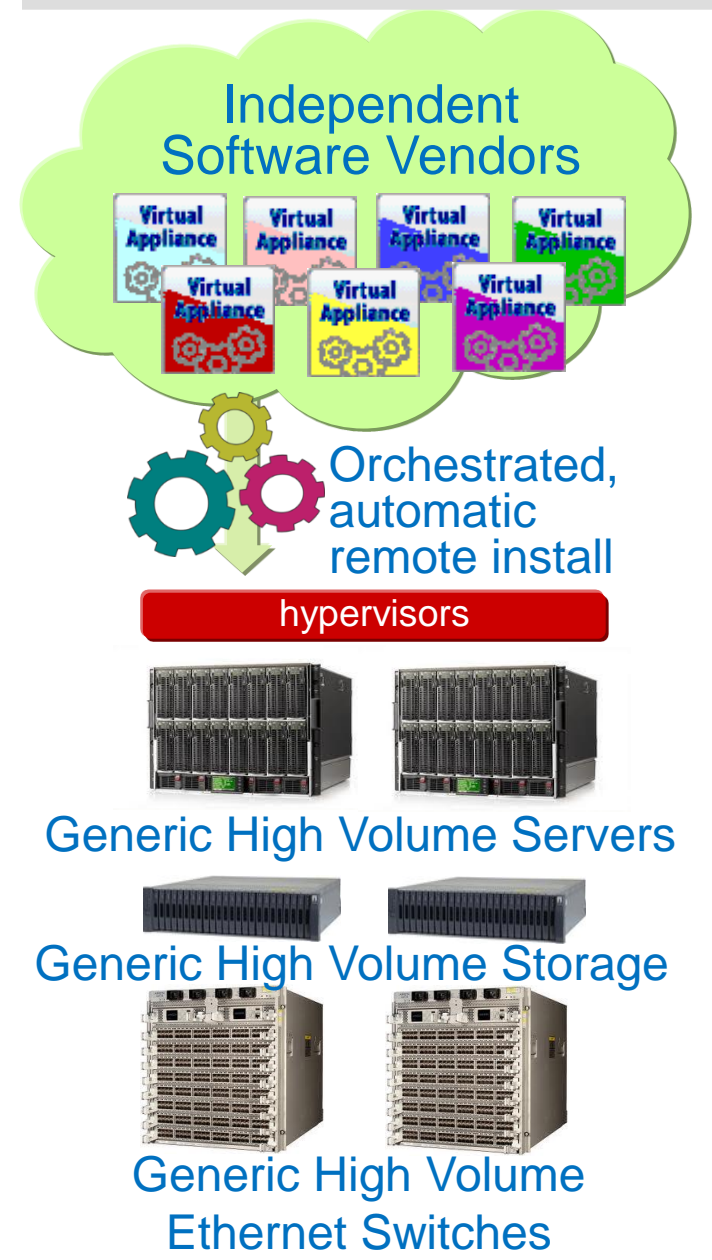 Independent
Software Vendors
Virtual
Appliance
Virtual
Appliance
Virtual
Appliance
Virtual
Appliance
Virtual
Appliance
Virtual
Appliance
Virtual
Appliance
Orchestrated,
automatic
remote install
hypervisors
Generic High Volume Servers
Generic High Volume Storage
Generic High Volume
Ethernet Switches